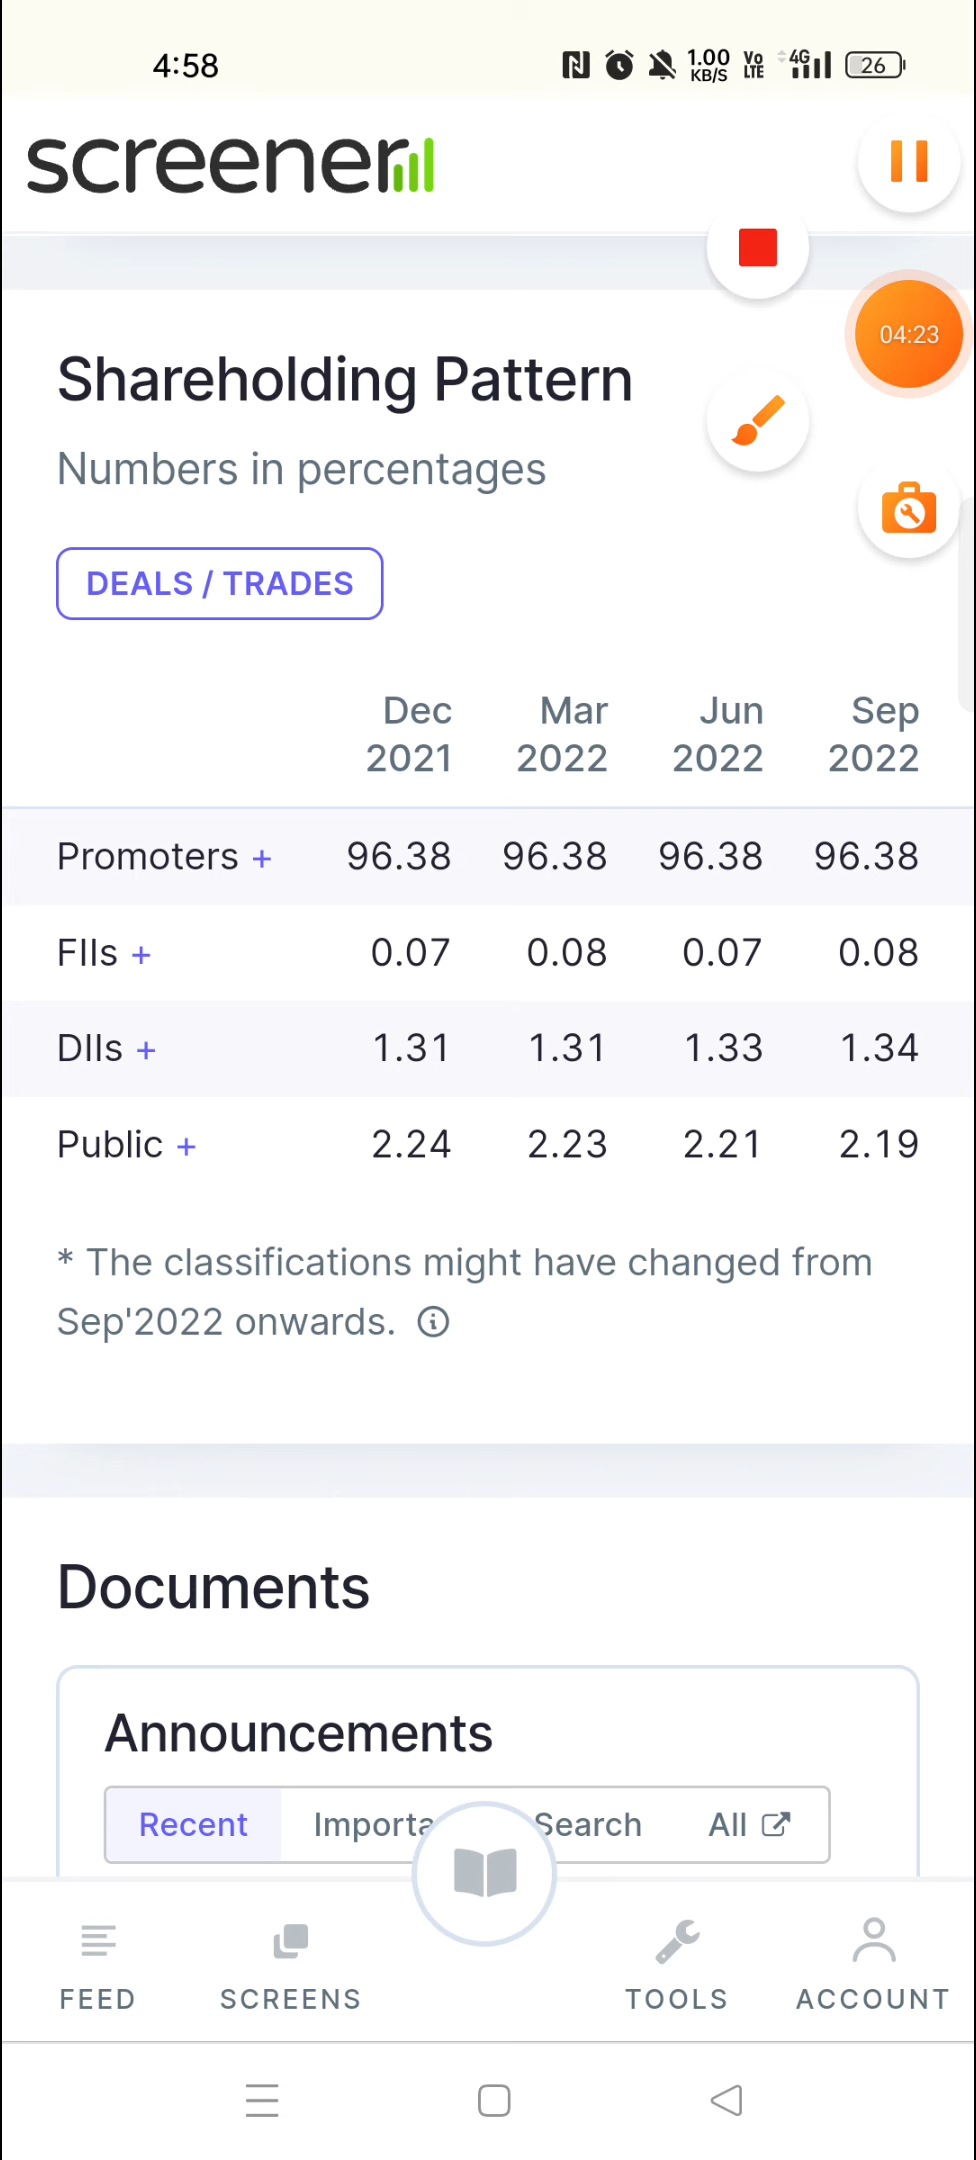 4:58 1.00 KB/S Vo LTE 4G 26
screener
04:23
Shareholding Pattern
Numbers in percentages
DEALS / TRADES
Dec 2021 Mar 2022 Jun 2022 Sep 2022
Promoters + 96.38 96.38 96.38 96.38
FIIs + 0.07 0.08 0.07 0.08
DIIs + 1.31 1.31 1.33 1.34
Public + 2.24 2.23 2.21 2.19
* The classifications might have changed from
Sep'2022 onwards.
Documents
Announcements
Recent Importa Search All
FEED SCREENS TOOLS ACCOUNT